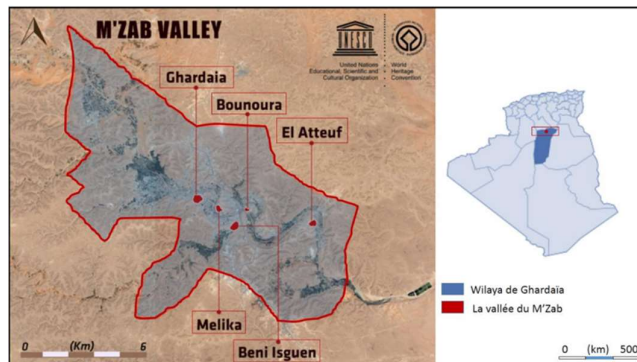 M'ZAB VALLEY
UNESCO
United Nations
Educational, Scientific and
Cultural Organization
World
Heritage
Convention
Ghardaia
Bounoura
El Atteuf
Melika
Beni Isguen
0 (Km) 6
Wilaya de Ghardaïa
La vallée du M'Zab
0 (km) 500